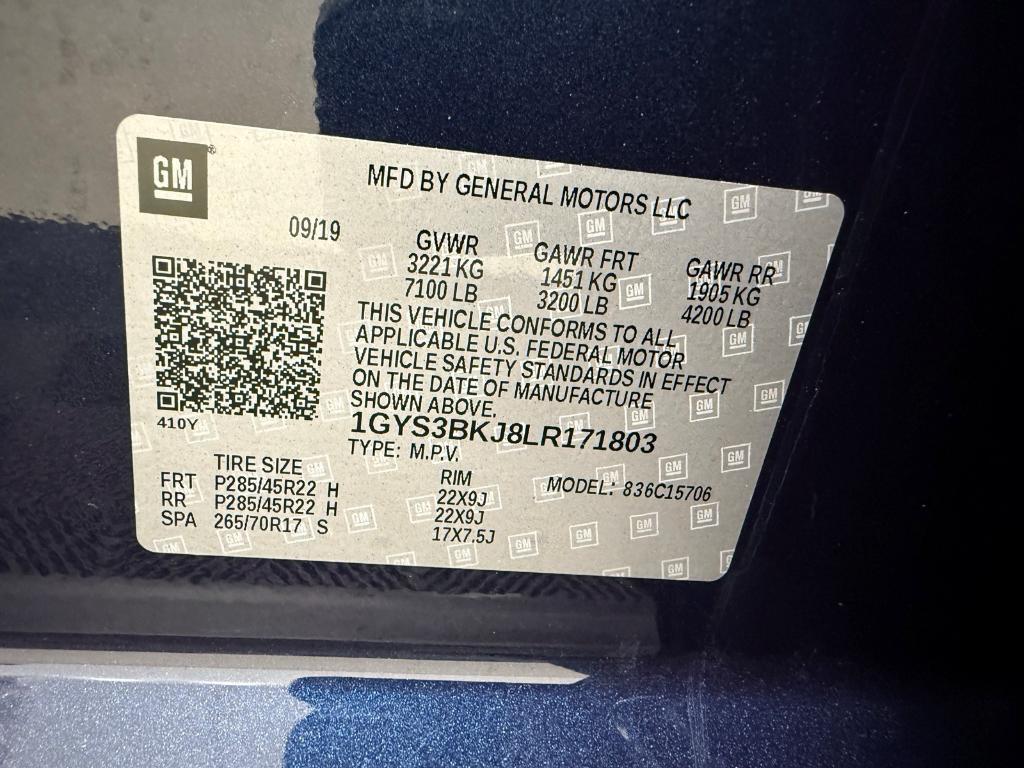 GM
MFD BY GENERAL MOTORS LLC
09/19
GVWR GAWR FRT GAWR RR
3221 KG 1451 KG 1905 KG
7100 LB 3200 LB 4200 LB
THIS VEHICLE CONFORMS TO ALL
APPLICABLE U.S. FEDERAL MOTOR
VEHICLE SAFETY STANDARDS IN EFFECT
ON THE DATE OF MANUFACTURE
SHOWN ABOVE.
410Y
1GYS3BKJ8LR171803
TYPE: M.P.V.
TIRE SIZE RIM MODEL: 836C15706
FRT P285/45R22 H 22X9J
RR P285/45R22 H 22X9J
SPA 265/70R17 S 17X7.5J